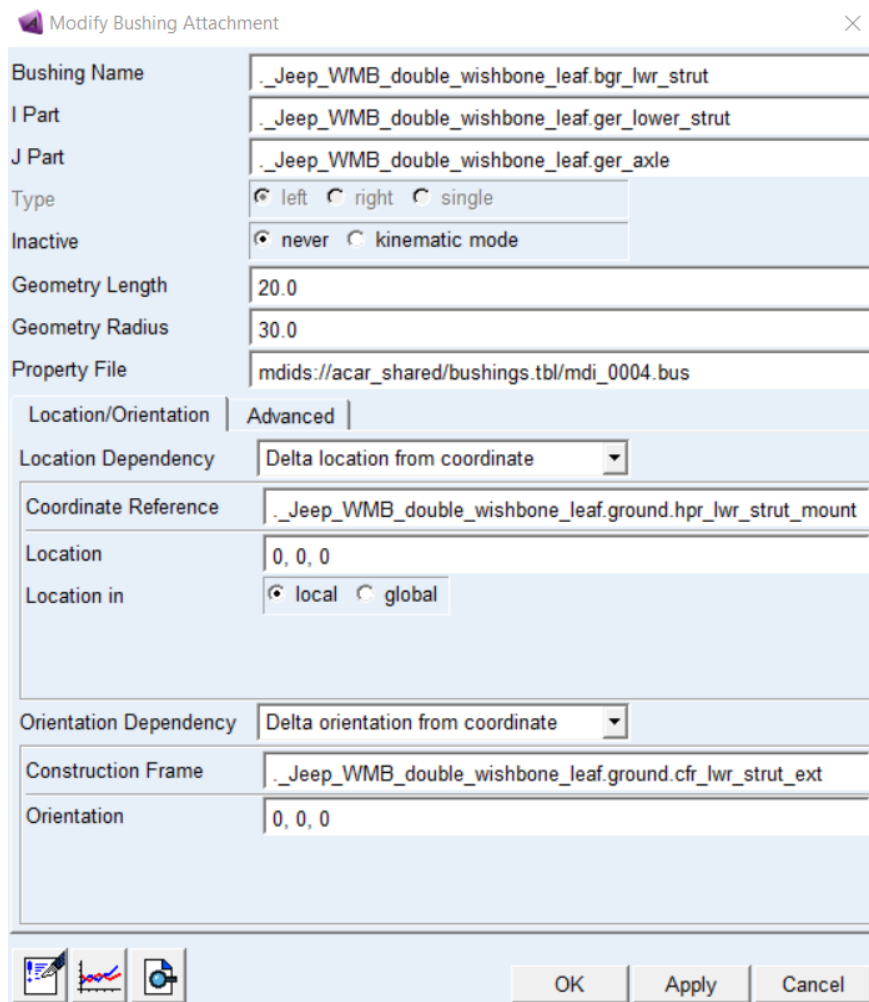 Modify Bushing Attachment
Bushing Name ._Jeep_WMB_double_wishbone_leaf.bgr_lwr_strut
I Part ._Jeep_WMB_double_wishbone_leaf.ger_lower_strut
J Part ._Jeep_WMB_double_wishbone_leaf.ger_axle
Type left right single
Inactive never kinematic mode
Geometry Length 20.0
Geometry Radius 30.0
Property File mdids://acar_shared/bushings.tbl/mdi_0004.bus
Location/Orientation Advanced
Location Dependency Delta location from coordinate
Coordinate Reference ._Jeep_WMB_double_wishbone_leaf.ground.hpr_lwr_strut_mount
Location 0, 0, 0
Location in local global
Orientation Dependency Delta orientation from coordinate
Construction Frame ._Jeep_WMB_double_wishbone_leaf.ground.cfr_lwr_strut_ext
Orientation 0, 0, 0
OK Apply Cancel